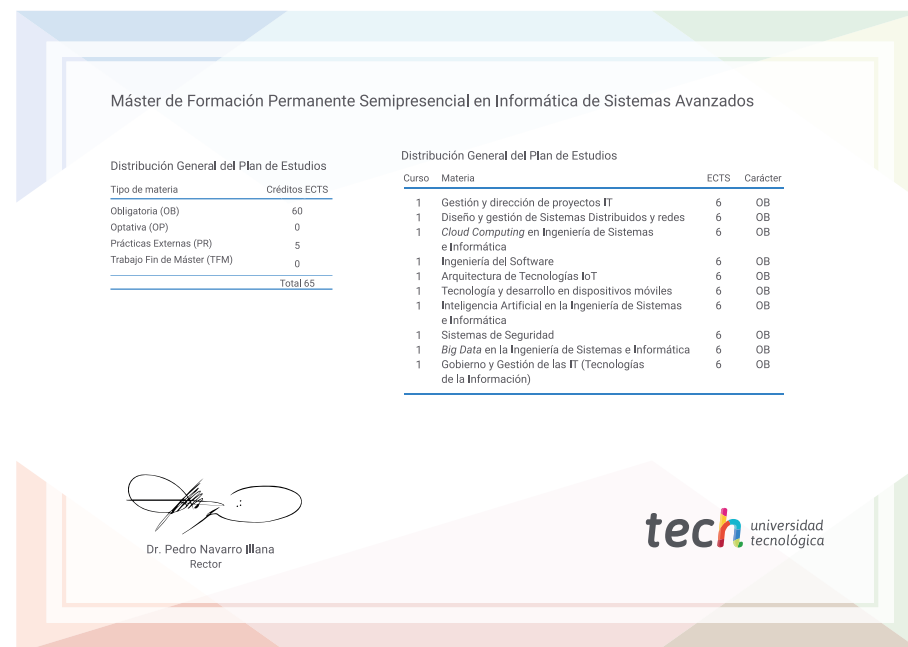 Máster de Formación Permanente Semipresencial en Informática de Sistemas Avanzados
Distribución General del Plan de Estudios
Tipo de materia Créditos ECTS
Obligatoria (OB) 60
Optativa (OP) 0
Prácticas Externas (PR) 5
Trabajo Fin de Máster (TFM) 0
Total 65
Distribución General del Plan de Estudios
Curso Materia ECTS Carácter
1 Gestión y dirección de proyectos IT 6 OB
1 Diseño y gestión de Sistemas Distribuidos y redes 6 OB
1 Cloud Computing en Ingeniería de Sistemas 6 OB
e Informática
1 Ingeniería del Software 6 OB
1 Arquitectura de Tecnologías IoT 6 OB
1 Tecnología y desarrollo en dispositivos móviles 6 OB
1 Inteligencia Artificial en la Ingeniería de Sistemas 6 OB
e Informática
1 Sistemas de Seguridad 6 OB
1 Big Data en la Ingeniería de Sistemas e Informática 6 OB
1 Gobierno y Gestión de las IT (Tecnologías 6 OB
de la Información)
Dr. Pedro Navarro Illana
Rector
tech universidad
tecnológica